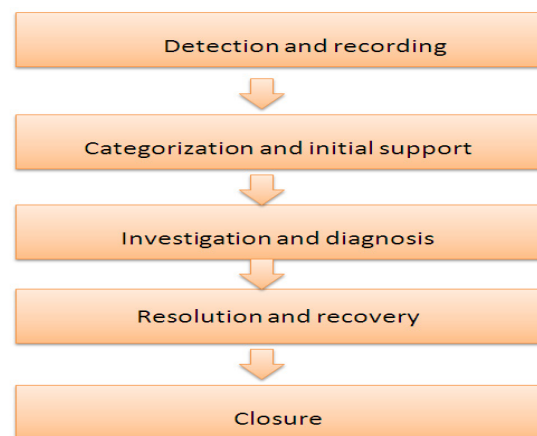 Detection and recording
Categorization and initial support
Investigation and diagnosis
Resolution and recovery
Closure